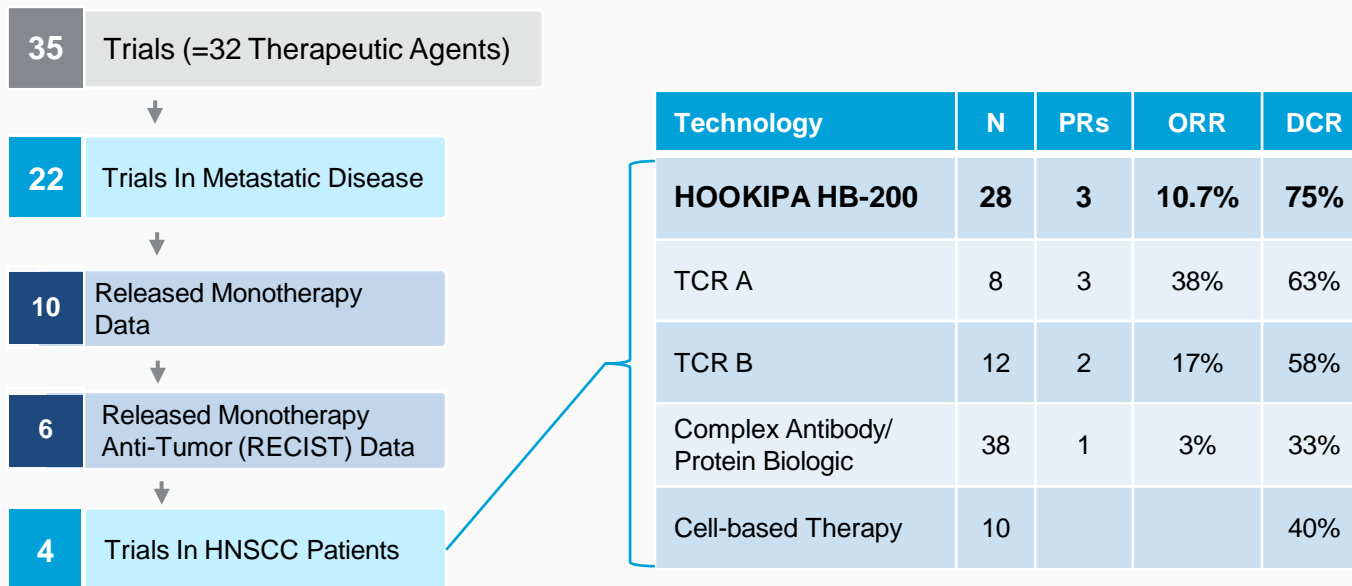 35
Trials (=32 Therapeutic Agents)
22
Trials In Metastatic Disease
10
Released Monotherapy
Data
6
Released Monotherapy
Anti-Tumor (RECIST) Data
4
Trials In HNSCC Patients
Technology N PRs ORR DCR
HOOKIPA HB-200 28 3 10.7% 75%
TCR A 8 3 38% 63%
TCR B 12 2 17% 58%
Complex Antibody/
Protein Biologic 38 1 3% 33%
Cell-based Therapy 10 40%